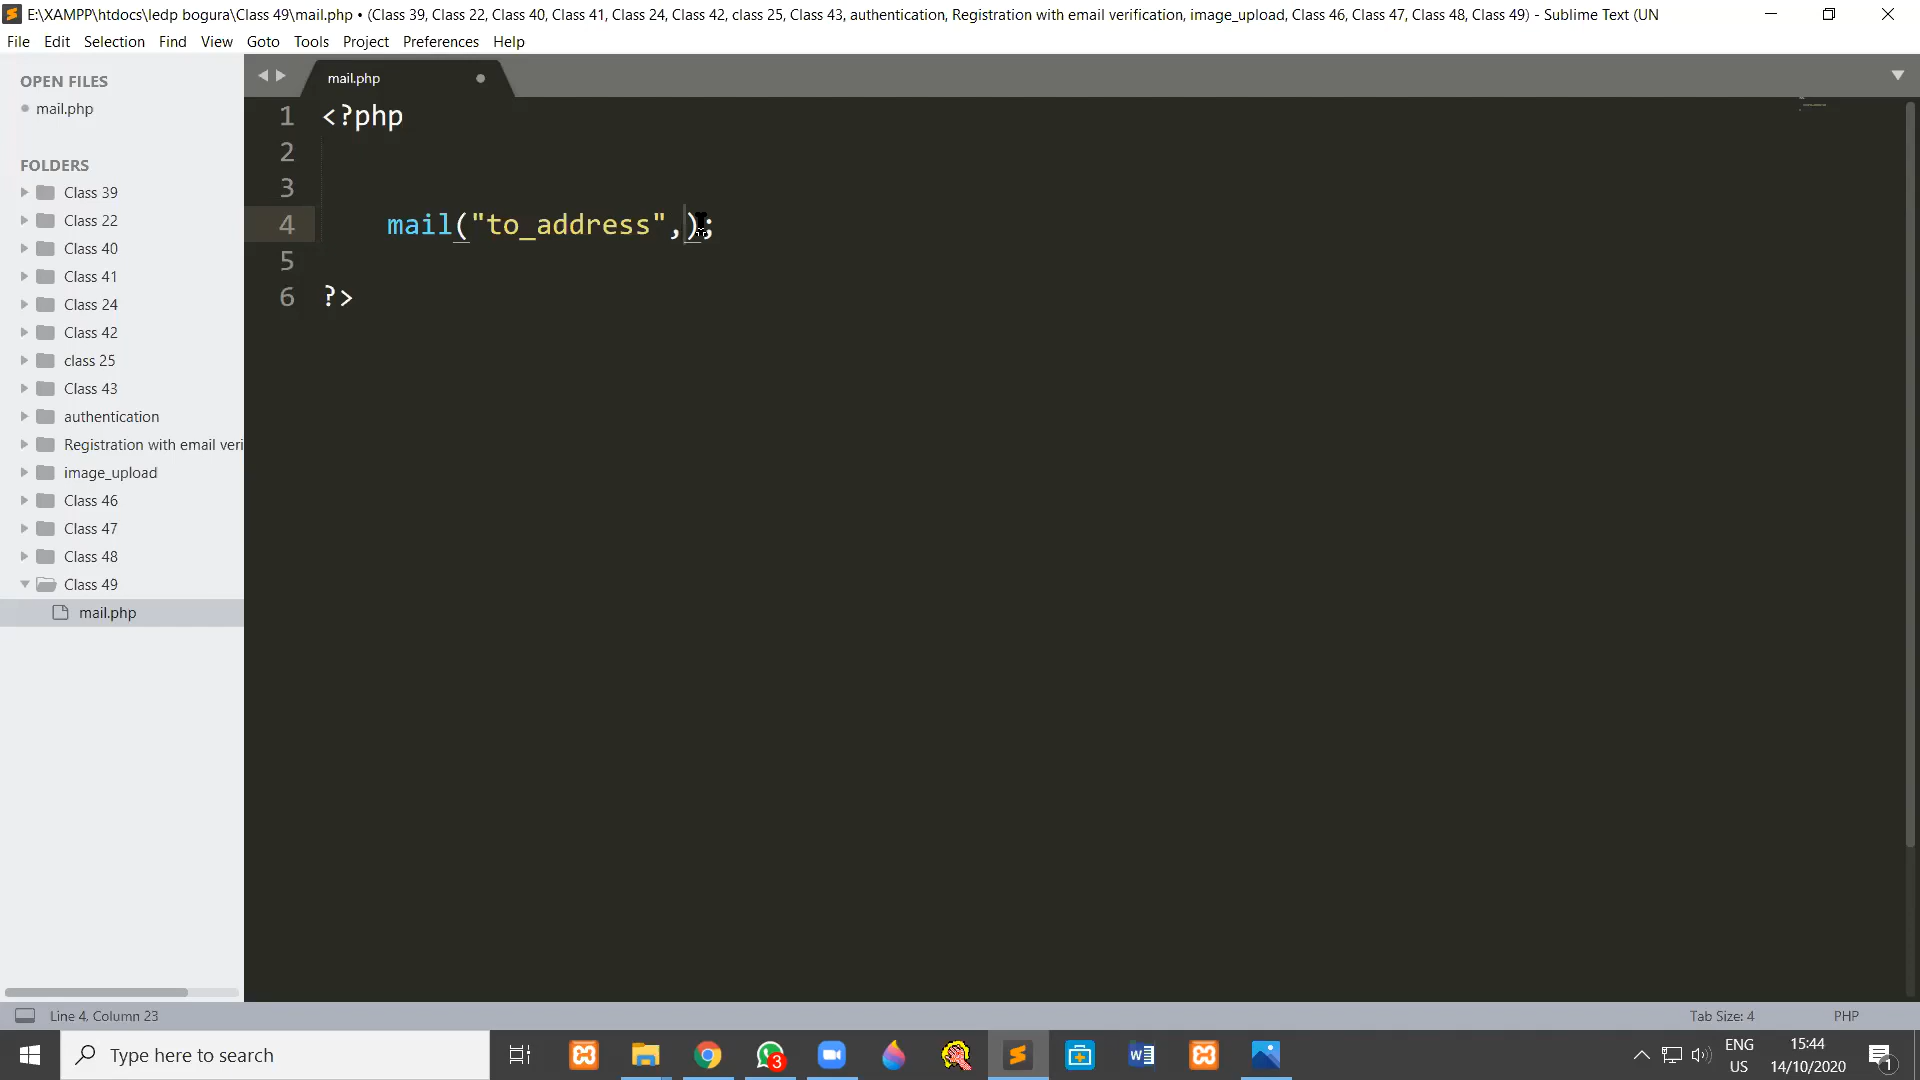 E:\XAMPP\htdocs\ledp bogura\Class 49\mail.php • (Class 39, Class 22, Class 40, Class 41, Class 24, Class 42, class 25, Class 43, authentication, Registration with email verification, image_upload, Class 46, Class 47, Class 48, Class 49) - Sublime Text (UN
File Edit Selection Find View Goto Tools Project Preferences Help
OPEN FILES
mail.php
FOLDERS
Class 39
Class 22
Class 40
Class 41
Class 24
Class 42
class 25
Class 43
authentication
Registration with email veri
image_upload
Class 46
Class 47
Class 48
Class 49
mail.php
mail.php
1 <?php
2
3
4 mail("to_address",);
5
6 ?>
Line 4, Column 23 Tab Size: 4 PHP
Type here to search
3
ENG
US
15:44
14/10/2020
1